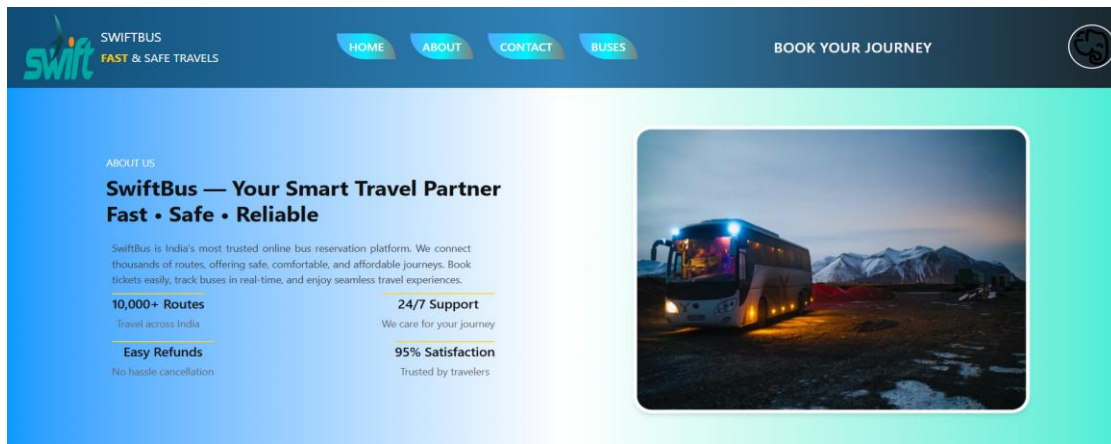 swift
SWIFTBUS
FAST & SAFE TRAVELS
HOME
ABOUT
CONTACT
BUSES
BOOK YOUR JOURNEY
ABOUT US
SwiftBus — Your Smart Travel Partner
Fast • Safe • Reliable
SwiftBus is India's most trusted online bus reservation platform. We connect
thousands of routes, offering safe, comfortable, and affordable journeys. Book
tickets easily, track buses in real-time, and enjoy seamless travel experiences.
10,000+ Routes
Travel across India
24/7 Support
We care for your journey
Easy Refunds
No hassle cancellation
95% Satisfaction
Trusted by travelers